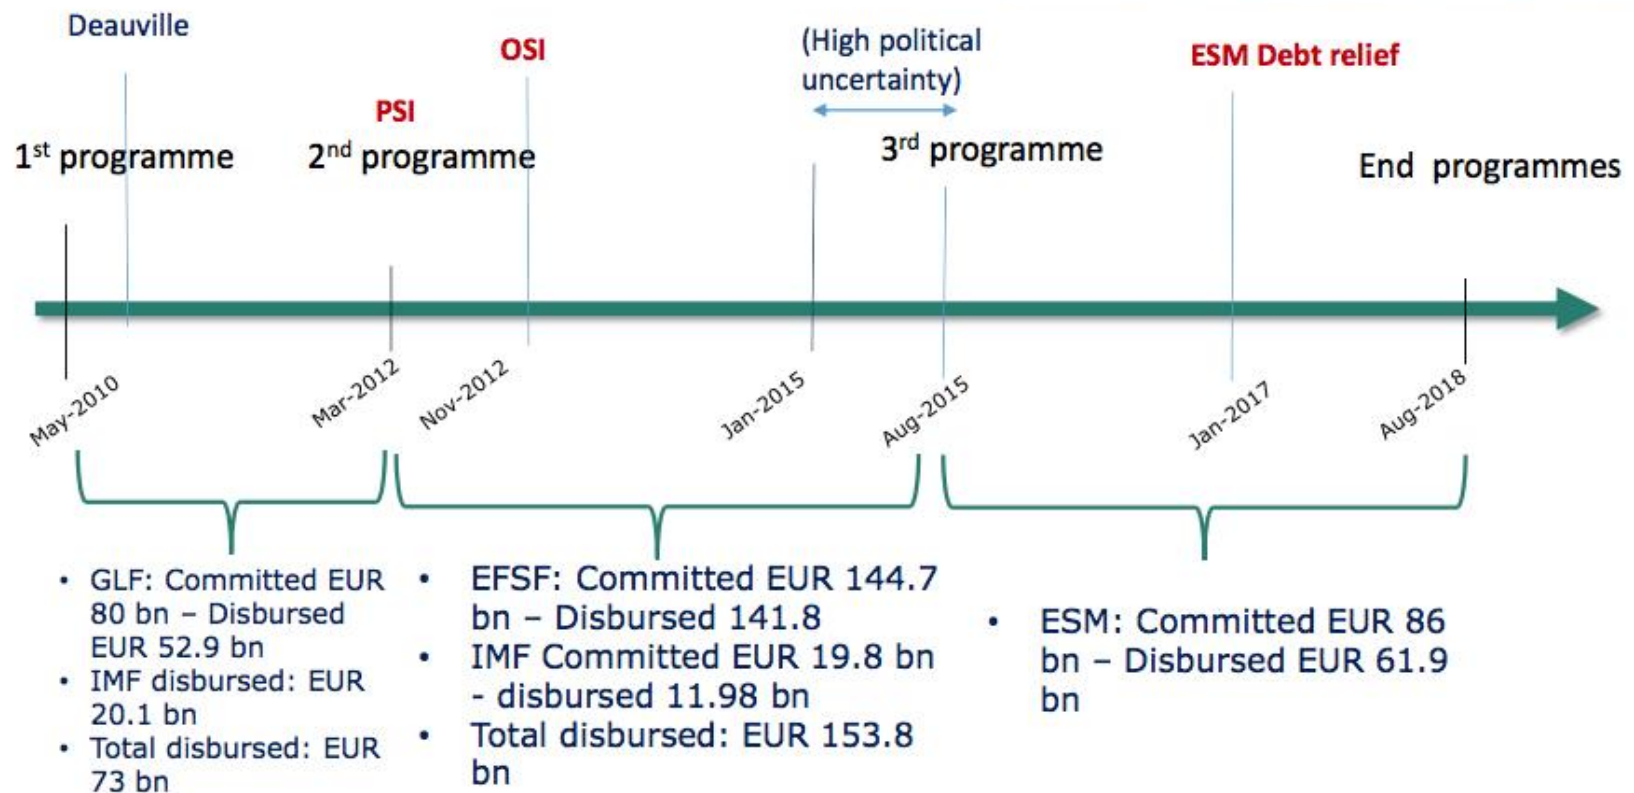 Deauville
OSI
(High political
uncertainty)
ESM Debt relief
PSI
1st programme
2nd programme
3rd programme
End programmes
May-2010
Mar-2012
Nov-2012
Jan-2015
Aug-2015
Jan-2017
Aug-2018
• GLF: Committed EUR
80 bn – Disbursed
EUR 52.9 bn
• IMF disbursed: EUR
20.1 bn
• Total disbursed: EUR
73 bn
• EFSF: Committed EUR 144.7
bn – Disbursed 141.8
• IMF Committed EUR 19.8 bn
- disbursed 11.98 bn
• Total disbursed: EUR 153.8
bn
• ESM: Committed EUR 86
bn – Disbursed EUR 61.9
bn